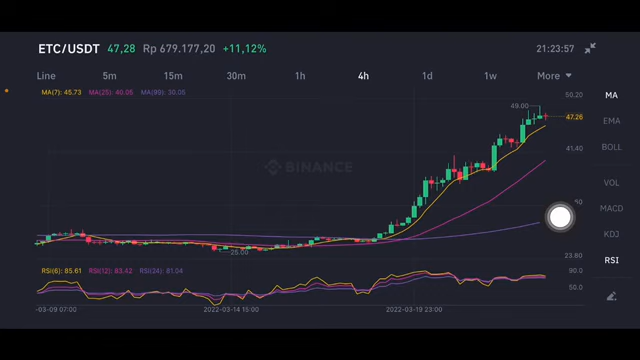 ETC/USDT 47,28 Rp 679.177,20 +11,12% 21:23:57
Line 5m 15m 30m 1h 4h 1d 1w More
MA(7): 45.73 MA(25): 40.05 MA(99): 30.05
50.20
49.00
47.26
41.40
BINANCE
25.00
23.80
RSI(6): 85.61 RSI(12): 83.42 RSI(24): 81.04
90.0
50.0
-03-09 07:00 2022-03-14 15:00 2022-03-19 23:00
MA
EMA
BOLL
VOL
MACD
KDJ
RSI